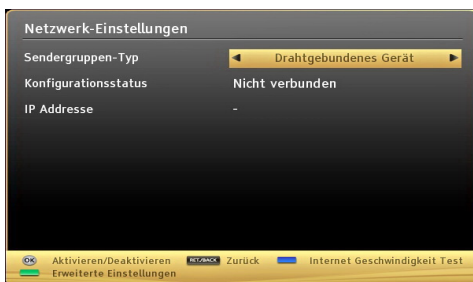 Netzwerk-Einstellungen
Sendergruppen-Typ Drahtgebundenes Gerät
Konfigurationsstatus Nicht verbunden
IP Addresse -
OK Aktivieren/Deaktivieren RET/BACK Zurück Internet Geschwindigkeit Test
Erweiterte Einstellungen